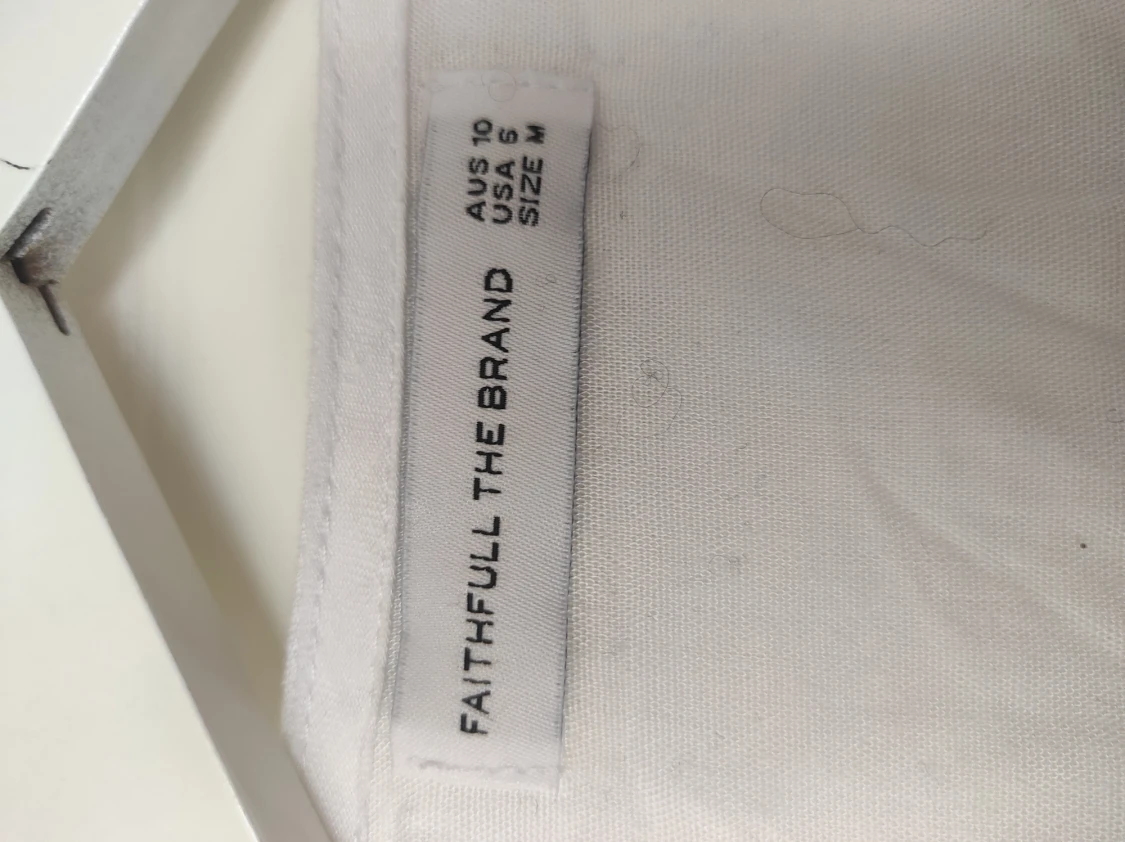 FAITHFULL THE BRAND
AUS 10
USA 6
SIZE M